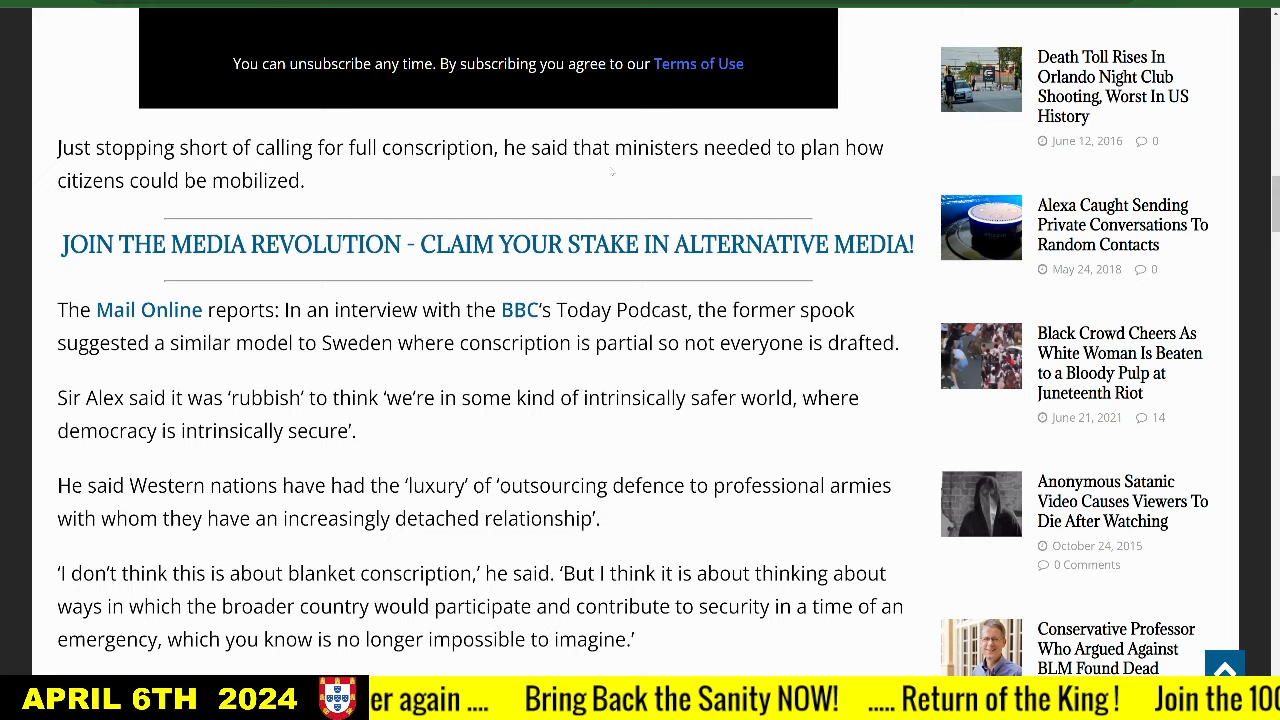 You can unsubscribe any time. By subscribing you agree to our Terms of Use
Just stopping short of calling for full conscription, he said that ministers needed to plan how
citizens could be mobilized.
JOIN THE MEDIA REVOLUTION - CLAIM YOUR STAKE IN ALTERNATIVE MEDIA!
The Mail Online reports: In an interview with the BBC‘s Today Podcast, the former spook
suggested a similar model to Sweden where conscription is partial so not everyone is drafted.
Sir Alex said it was ‘rubbish’ to think ‘we’re in some kind of intrinsically safer world, where
democracy is intrinsically secure’.
He said Western nations have had the ‘luxury’ of ‘outsourcing defence to professional armies
with whom they have an increasingly detached relationship’.
‘I don’t think this is about blanket conscription,’ he said. ‘But I think it is about thinking about
ways in which the broader country would participate and contribute to security in a time of an
emergency, which you know is no longer impossible to imagine.’
Death Toll Rises In
Orlando Night Club
Shooting, Worst In US
History
June 12, 2016 0
Alexa Caught Sending
Private Conversations To
Random Contacts
May 24, 2018 0
Black Crowd Cheers As
White Woman Is Beaten
to a Bloody Pulp at
Juneteenth Riot
June 21, 2021 14
Anonymous Satanic
Video Causes Viewers To
Die After Watching
October 24, 2015
0 Comments
Conservative Professor
Who Argued Against
BLM Found Dead
APRIL 6TH 2024 er again .... Bring Back the Sanity NOW! ..... Return of the King ! Join the 100